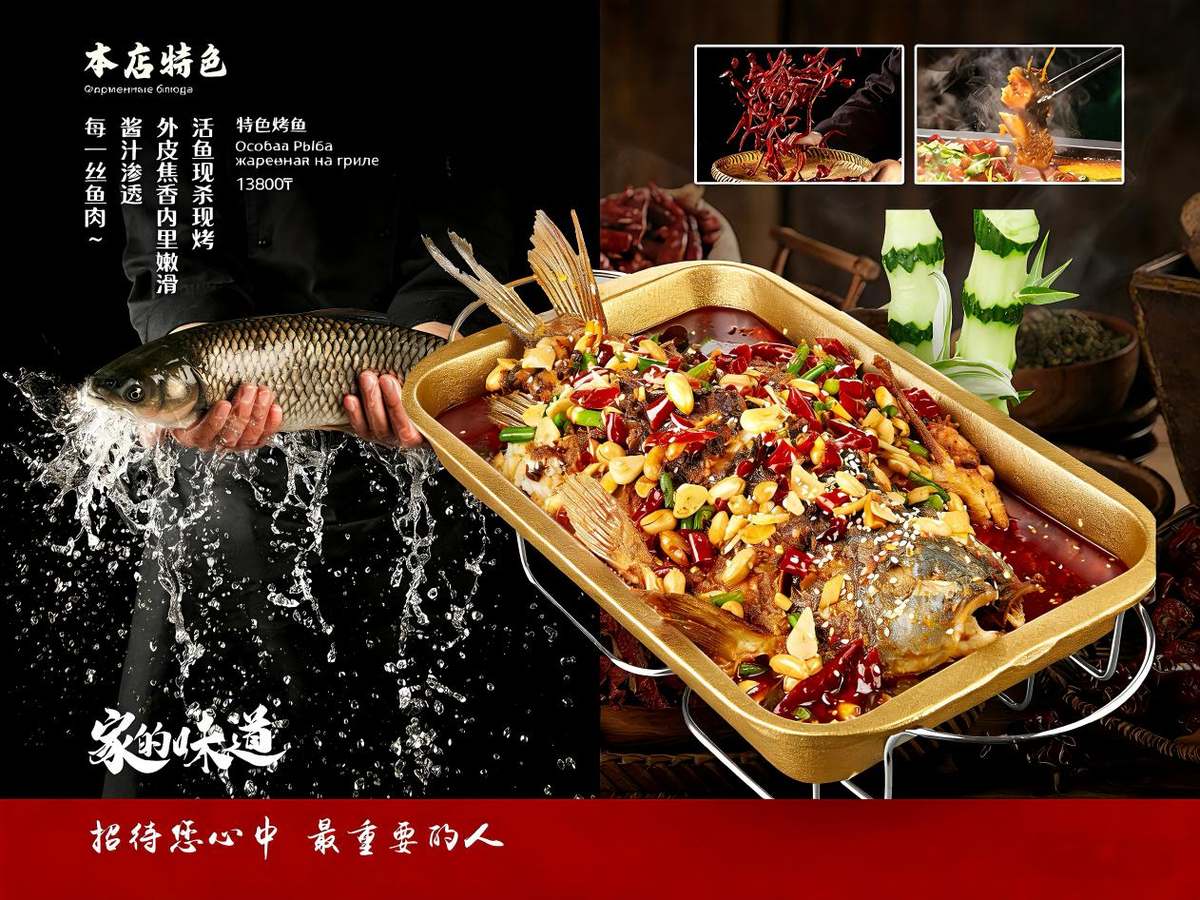 本店特色
Фирменные блюда
特色烤鱼
Особая Рыба
жаренная на гриле
13800₸
活鱼现杀现烤
外皮焦香内里嫩滑
酱汁渗透
每一丝鱼肉~
家的味道
招待您心中 最重要的人